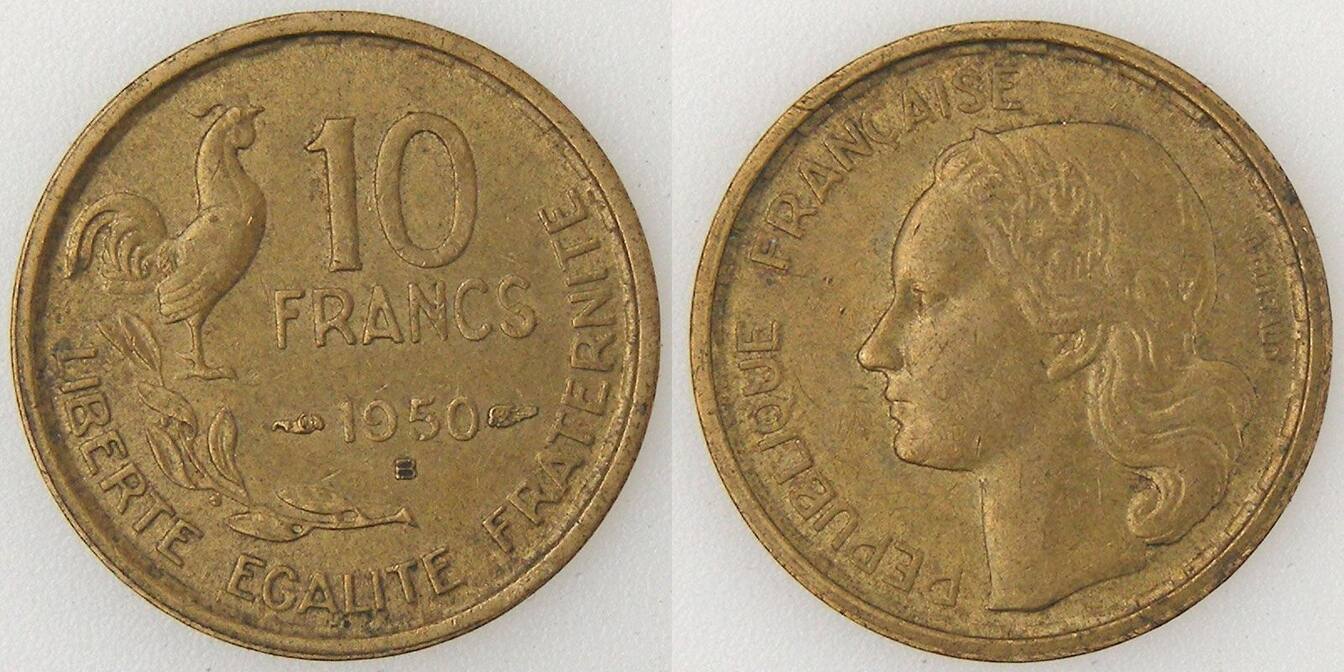 10
FRANCS
1950
B
LIBERTE EGALITE FRATERNITE
REPUBLIQUE FRANÇAISE